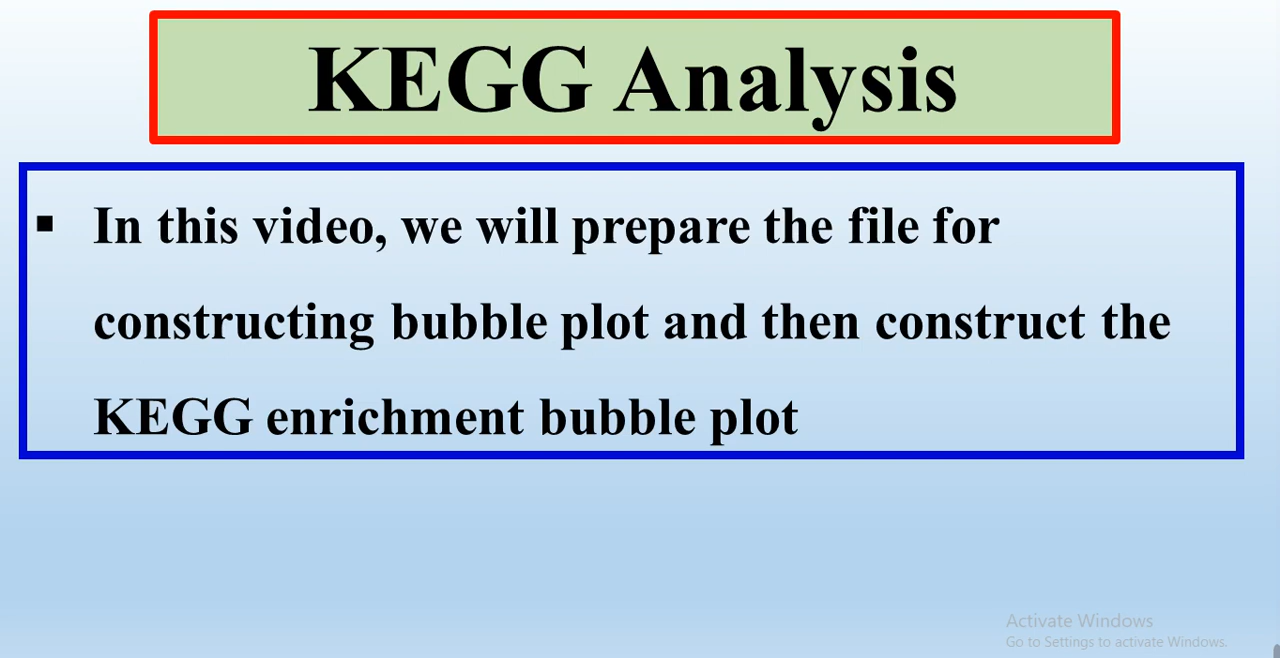 KEGG Analysis
▪ In this video, we will prepare the file for
constructing bubble plot and then construct the
KEGG enrichment bubble plot
Activate Windows
Go to Settings to activate Windows.